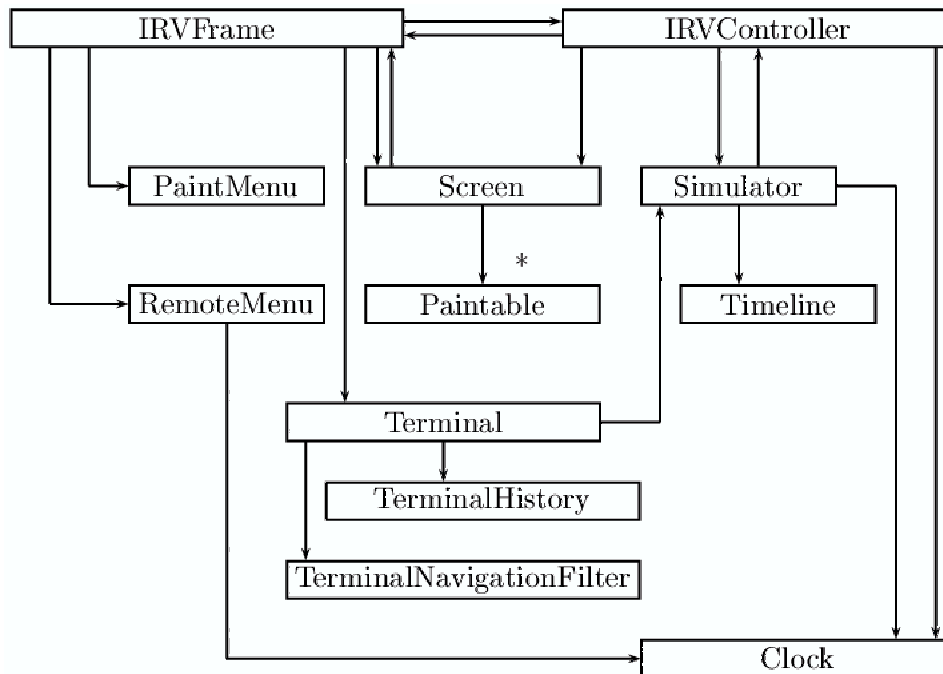 IRVFrame
IRVController
PaintMenu
Screen
Simulator
*
RemoteMenu
Paintable
Timeline
Terminal
TerminalHistory
TerminalNavigationFilter
Clock